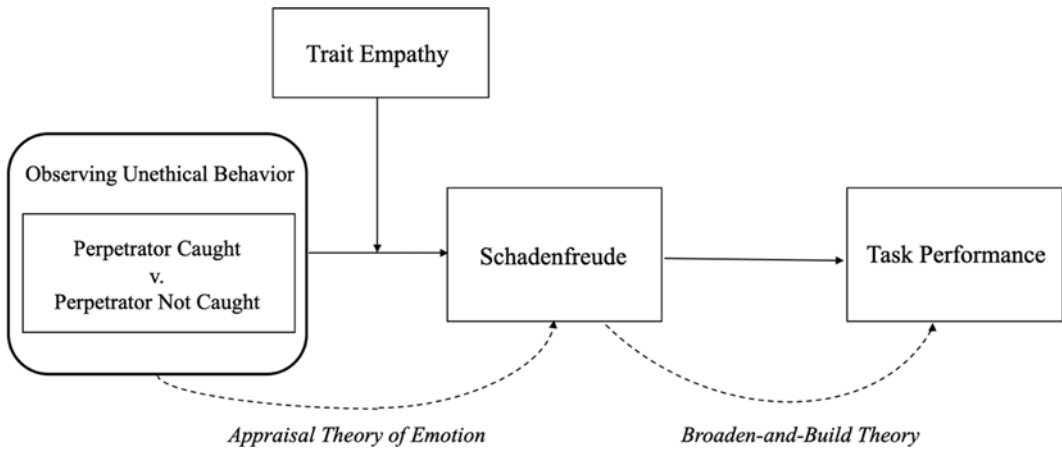 Trait Empathy
Observing Unethical Behavior
Perpetrator Caught
v.
Perpetrator Not Caught
Schadenfreude
Task Performance
Appraisal Theory of Emotion
Broaden-and-Build Theory